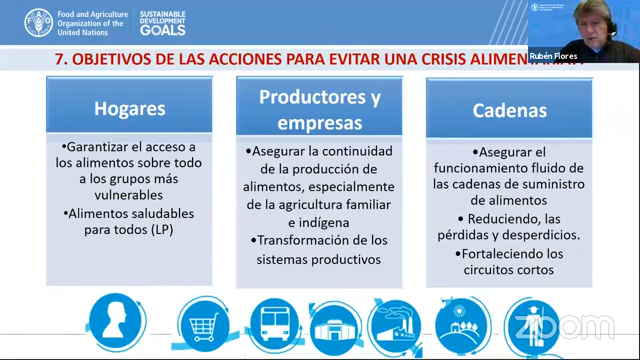 Food and Agriculture
Organization of the
United Nations
SUSTAINABLE
DEVELOPMENT
GOALS
Rubén Flores
7. OBJETIVOS DE LAS ACCIONES PARA EVITAR UNA CRISIS
Hogares
•Garantizar el acceso a
los alimentos sobre todo
a los grupos más
vulnerables
•Alimentos saludables
para todos (LP)
Productores y
empresas
•Asegurar la continuidad
de la producción de
alimentos, especialmente
de la agricultura familiar
e indígena
•Transformación de los
sistemas productivos
Cadenas
•Asegurar el
funcionamiento fluido de
las cadenas de suministro
de alimentos
• Reduciendo, las
pérdidas y desperdicios.
•Fortaleciendo los
circuitos cortos
zoom